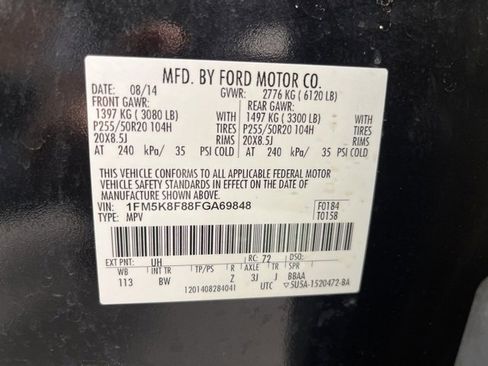 MFD. BY FORD MOTOR CO.
DATE: 08/14 GVWR: 2776 KG ( 6120 LB)
FRONT GAWR: REAR GAWR:
1397 KG ( 3080 LB) WITH 1497 KG ( 3300 LB) WITH
P255/50R20 104H TIRES P255/50R20 104H TIRES
20X8.5J RIMS 20X8.5J RIMS
AT 240 kPa/ 35 PSI COLD AT 240 kPa/ 35 PSI COLD
THIS VEHICLE CONFORMS TO ALL APPLICABLE FEDERAL MOTOR
VEHICLE SAFETY STANDARDS IN EFFECT ON THE DATE OF
MANUFACTURE SHOWN ABOVE.
VIN: 1FM5K8F88FGA69848 F0184
TYPE: MPV T0158
EXT PNT: UH RC: 72 DSO:
WB INT TR TP/PS R AXLE TR SPR
113 BW Z 3J J BBAA
1201408284041 UTC ▽5U5A-1520472-BA